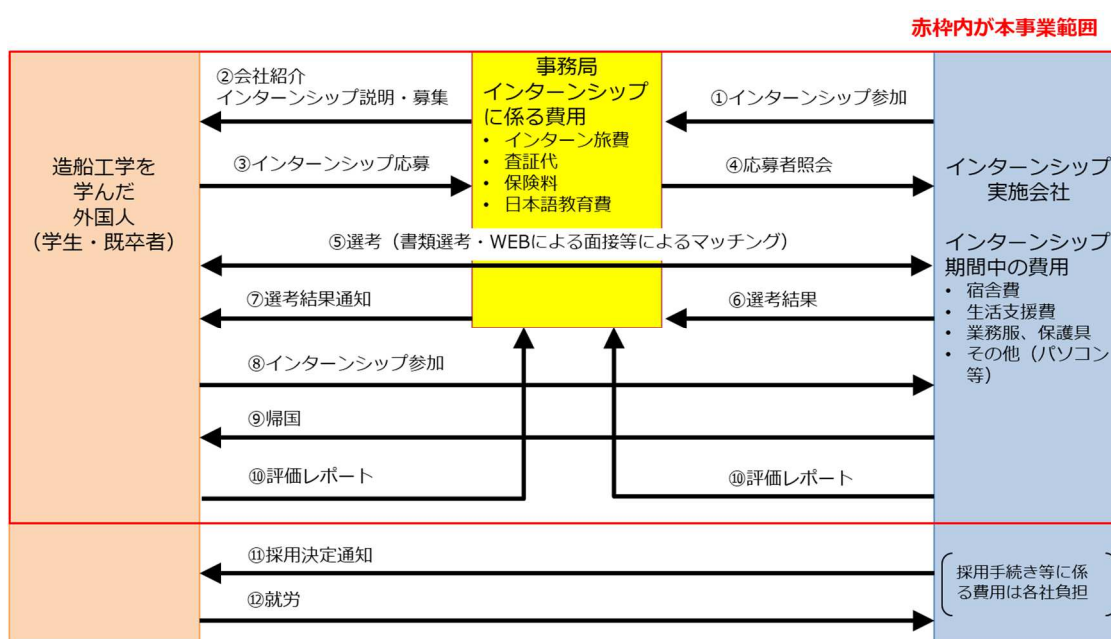 赤枠内が本事業範囲
②会社紹介
インターンシップ説明・募集
事務局
インターンシップ
に係る費用
• インターン旅費
• 査証代
• 保険料
• 日本語教育費
①インターンシップ参加
造船工学を
学んだ
外国人
（学生・既卒者）
③インターンシップ応募
④応募者照会
インターンシップ
実施会社
⑤選考（書類選考・WEBによる面接等によるマッチング）
インターンシップ
期間中の費用
• 宿舎費
• 生活支援費
• 業務服、保護具
• その他（パソコン
等）
⑦選考結果通知
⑥選考結果
⑧インターンシップ参加
⑨帰国
⑩評価レポート
⑩評価レポート
⑪採用決定通知
採用手続き等に係
る費用は各社負担
⑫就労